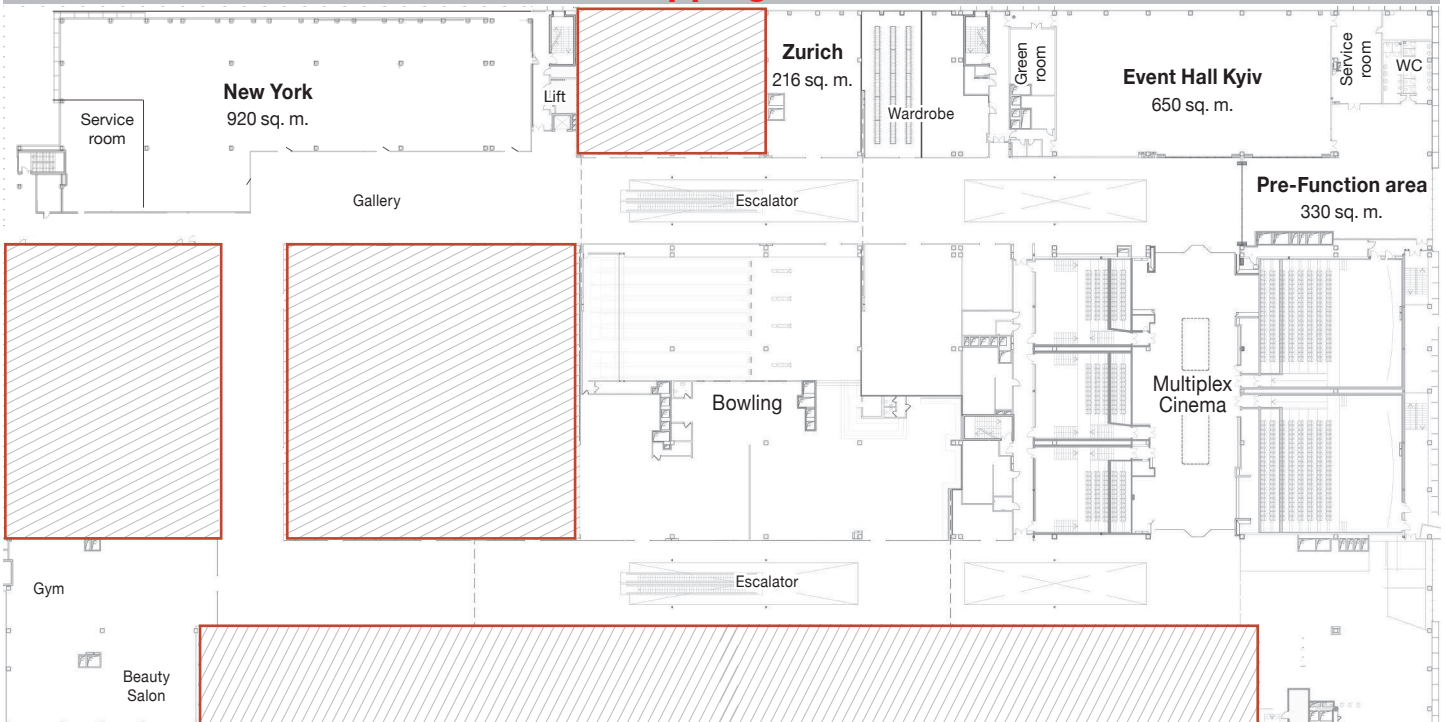 New York
920 sq. m.
Service
room
Lift
Zurich
216 sq. m.
Wardrobe
Green
room
Event Hall Kyiv
650 sq. m.
Service
room
WC
Gallery
Escalator
Pre-Function area
330 sq. m.
Bowling
Multiplex
Cinema
Gym
Escalator
Beauty
Salon